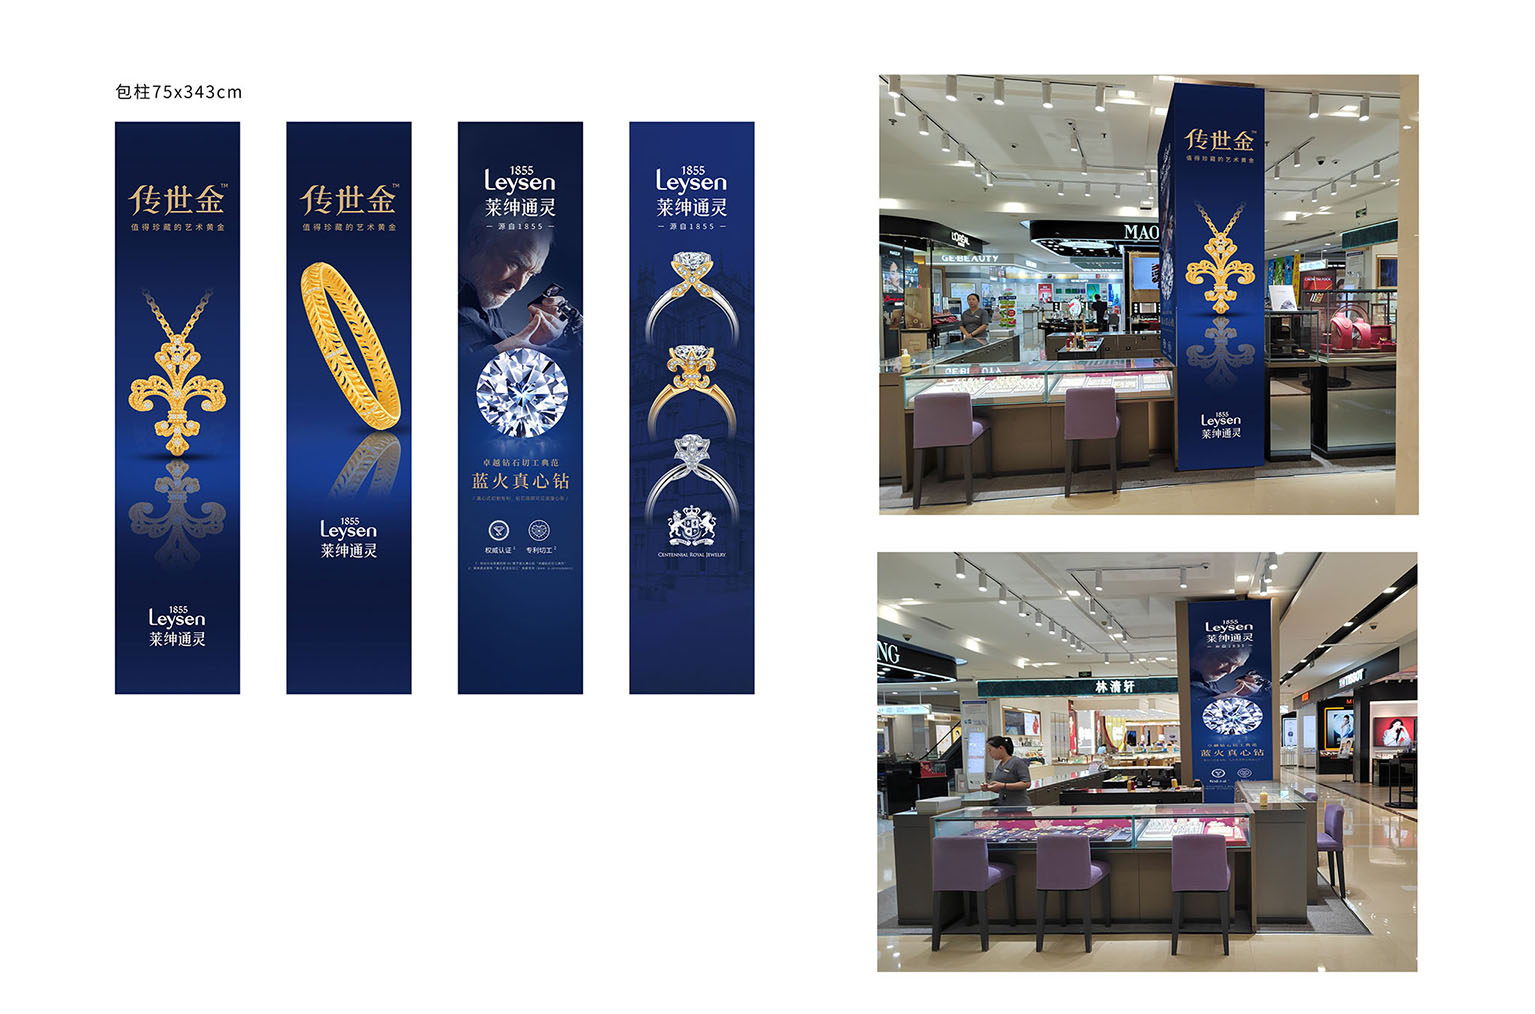 包柱75x343cm
传世金™
值得珍藏的艺术黄金
1855
Leysen
莱绅通灵
传世金™
值得珍藏的艺术黄金
1855
Leysen
莱绅通灵
1855
Leysen
莱绅通灵
源自1855
卓越钻石切工典范
蓝火真心钻
权威认证¹
专利切工²
1855
Leysen
莱绅通灵
源自1855
CENTENNIAL ROYAL JEWELRY
传世金™
值得珍藏的艺术黄金
1855
Leysen
莱绅通灵
L'OREAL
GE·BEAUTY
MAO
GE·BEAUTY
1855
Leysen
莱绅通灵
源自1855
卓越钻石切工典范
蓝火真心钻
NG
林清轩
TISSOT